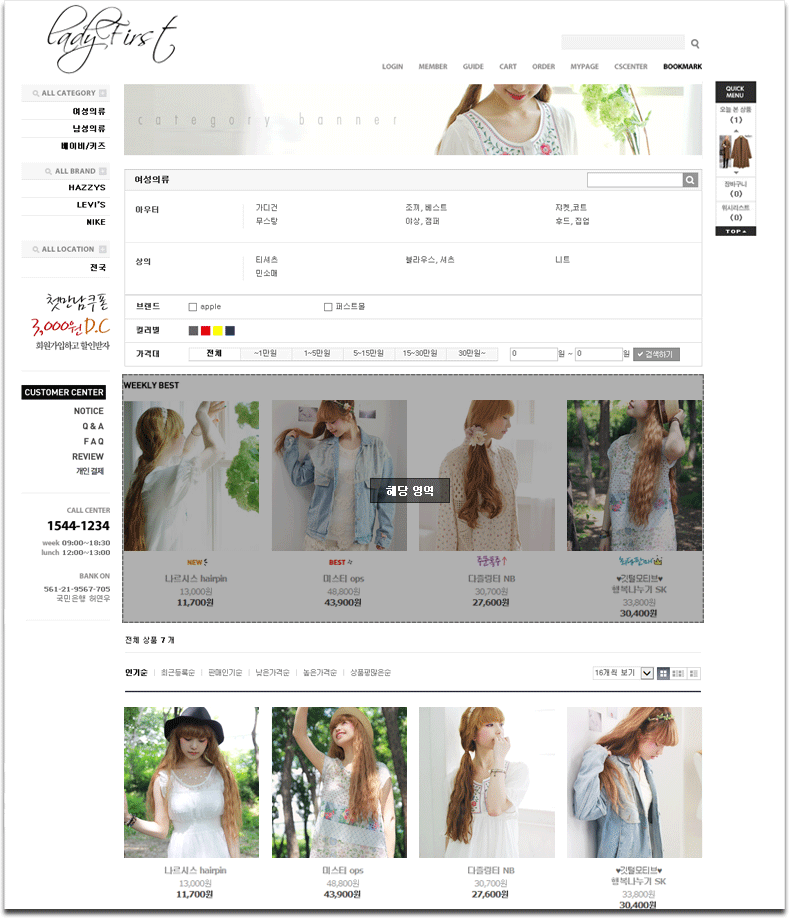 lady First
LOGIN MEMBER GUIDE CART ORDER MYPAGE CSCENTER BOOKMARK
ALL CATEGORY
여성의류
남성의류
베이비/키즈
ALL BRAND
HAZZYS
LEVI'S
NIKE
ALL LOCATION
전국
첫만남쿠폰
3,000원 D.C
회원가입하고 할인받자
CUSTOMER CENTER
NOTICE
Q & A
F A Q
REVIEW
개인결제
CALL CENTER
1544-1234
week 09:00~18:30
lunch 12:00~13:00
BANK ON
561-21-9567-705
국민은행 허연우
category banner
여성의류
아우터 가디건 조끼, 베스트 쟈켓,코트
무스탕 야상, 점퍼 후드, 집업
상의 티셔츠 블라우스, 셔츠 니트
민소매
브랜드 apple 퍼스트몰
컬러별
가격대 전체 ~1만원 1~5만원 5~15만원 15~30만원 30만원~ 0 원 ~ 0 원 검색하기
WEEKLY BEST
해당 영역
NEW BEST 주문폭주
나르시스 hairpin 미스티 ops 다즐링티 NB ♥깃털모티브♥
행복나누기 SK
13,000원 48,800원 30,700원 33,800원
11,700원 43,900원 27,600원 30,400원
전체 상품 7 개
인기순 최근등록순 판매인기순 낮은가격순 높은가격순 상품평많은순 16개씩 보기
나르시스 hairpin 미스티 ops 다즐링티 NB ♥깃털모티브♥
행복나누기 SK
13,000원 48,800원 30,700원 33,800원
11,700원 43,900원 27,600원 30,400원
QUICK
MENU
오늘 본 상품
(1)
장바구니
(0)
위시리스트
(0)
TOP